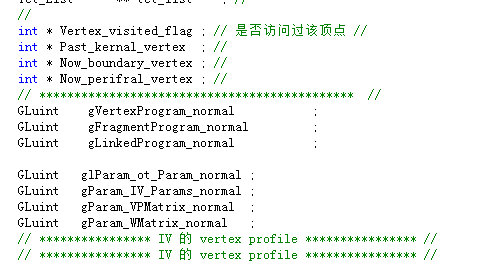 //
int * Vertex_visited_flag ; // 是否访问过该顶点 //
int * Past_kernal_vertex ; //
int * Now_boundary_vertex ; //
int * Now_perifral_vertex ; //
// ********************************************* //
GLuint gVertexProgram_normal ;
GLuint gFragmentProgram_normal ;
GLuint gLinkedProgram_normal ;
GLuint glParam_ot_Param_normal ;
GLuint gParam_IV_Params_normal ;
GLuint gParam_VPMatrix_normal ;
GLuint gParam_WMatrix_normal ;
// **************** IV 的 vertex profile **************** //
// **************** IV 的 vertex profile **************** //